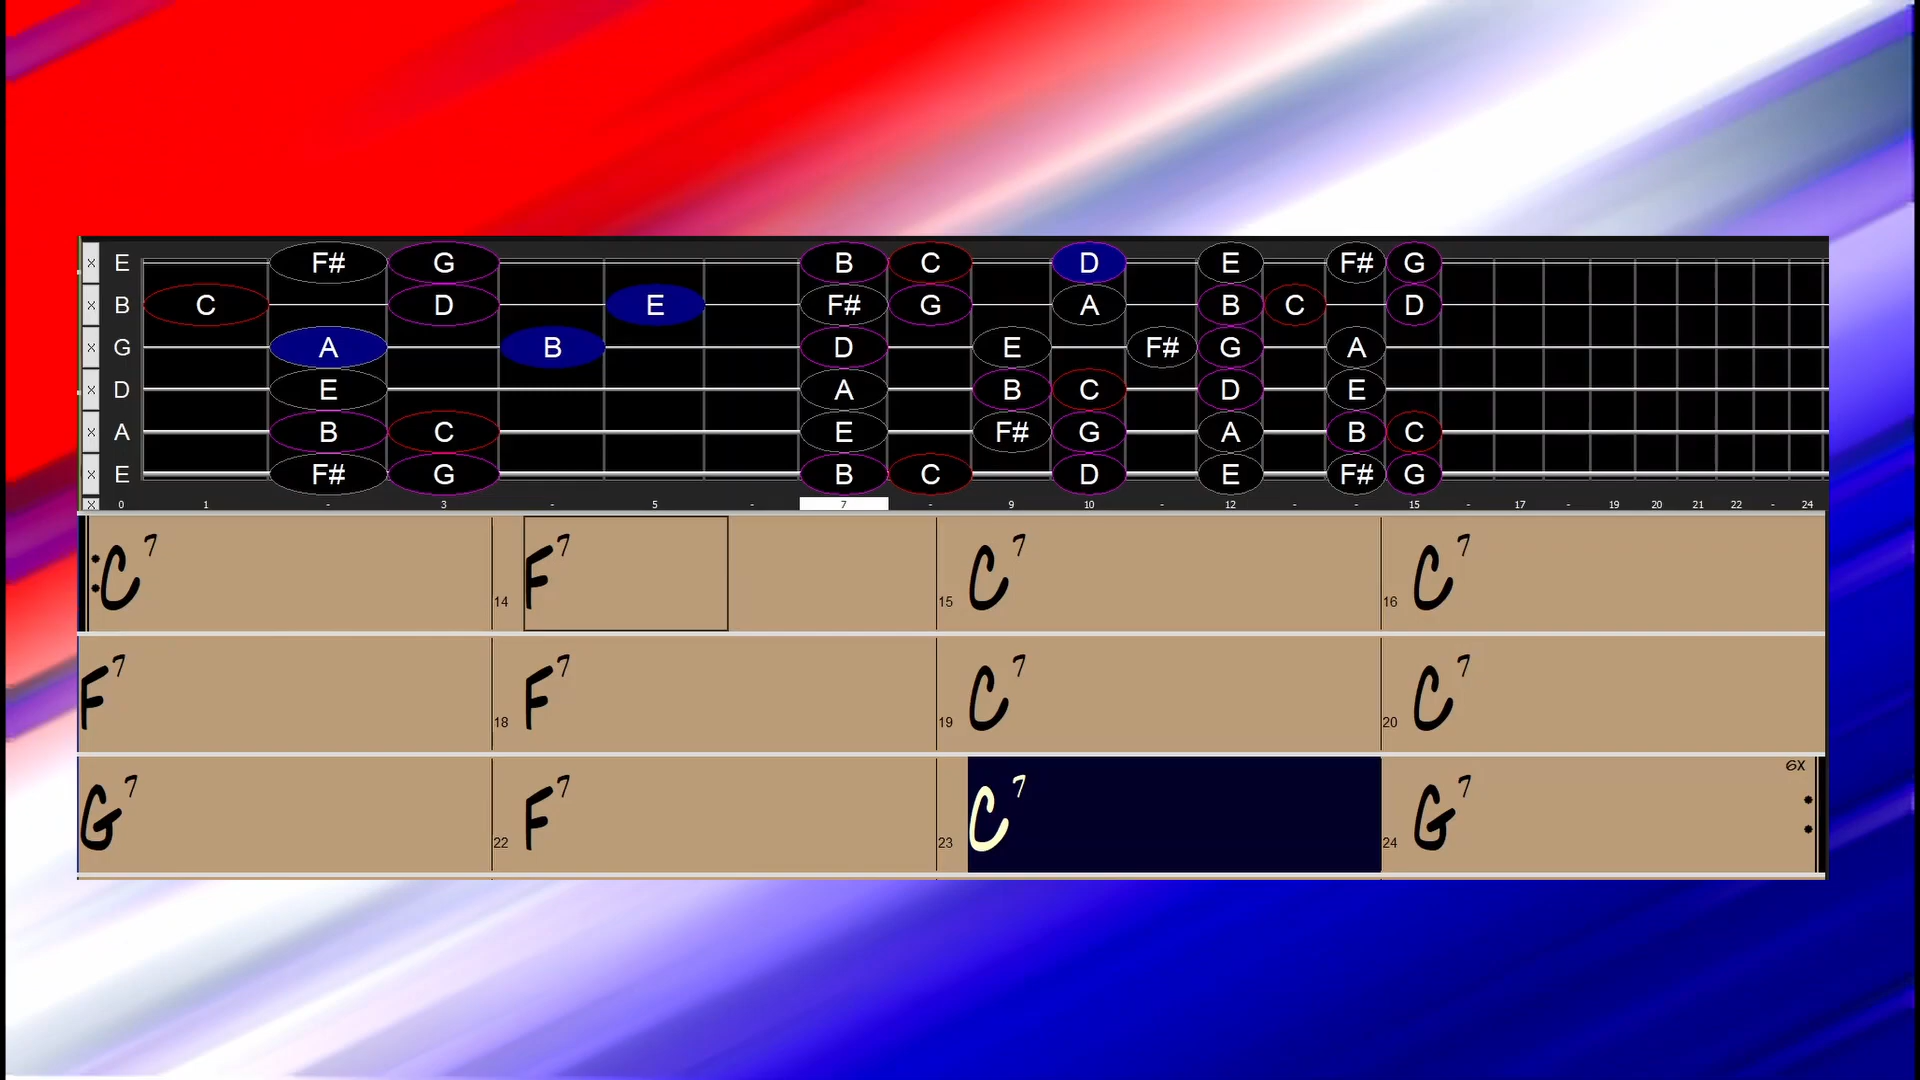 x E F# G B C D E F# G
x B C D E F# G A B C D
x G A B D E F# G A
x D E A B C D E
x A B C E F# G A B C
x E F# G B C D E F# G
x 0 1 - 3 - 5 - 7 - 9 10 - 12 - - 15 - 17 - 19 20 21 22 - 24
C7 14 F7 15 C7 16 C7
F7 18 F7 19 C7 20 C7
6X
G7 22 F7 23 C7 24 G7